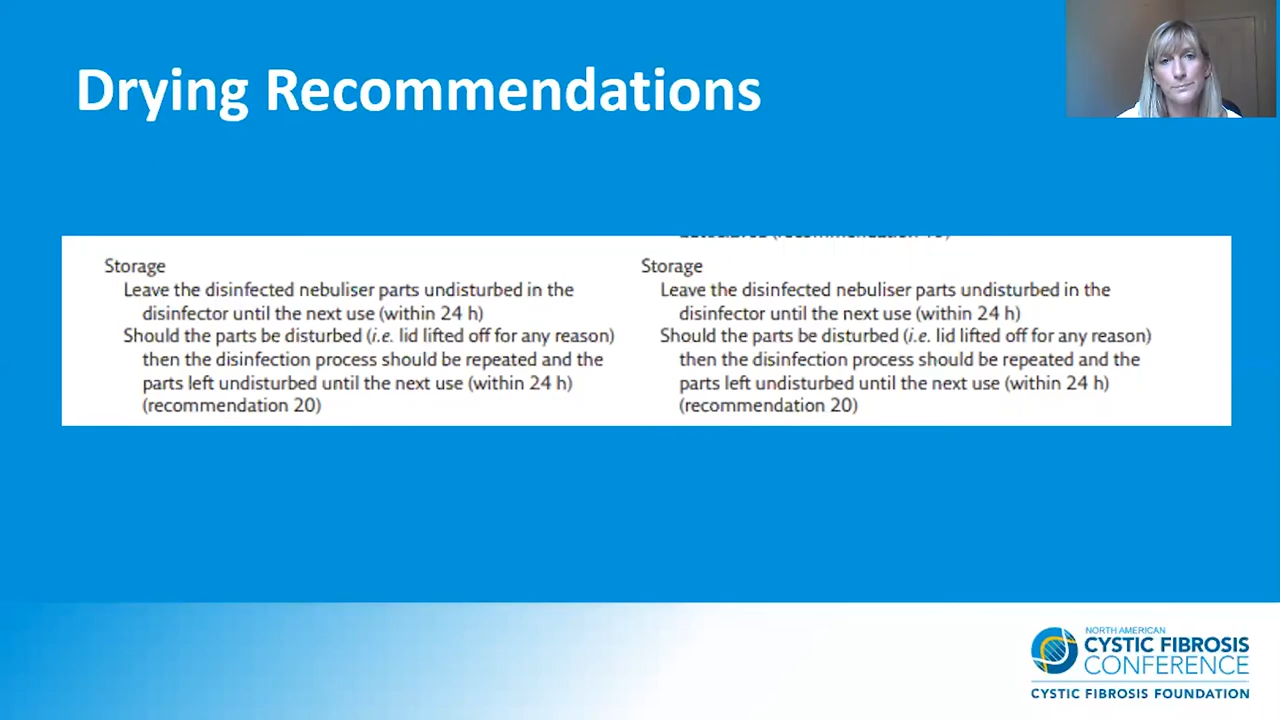 Drying Recommendations
Storage
Leave the disinfected nebuliser parts undisturbed in the
disinfector until the next use (within 24 h)
Should the parts be disturbed (i.e. lid lifted off for any reason)
then the disinfection process should be repeated and the
parts left undisturbed until the next use (within 24 h)
(recommendation 20)
Storage
Leave the disinfected nebuliser parts undisturbed in the
disinfector until the next use (within 24 h)
Should the parts be disturbed (i.e. lid lifted off for any reason)
then the disinfection process should be repeated and the
parts left undisturbed until the next use (within 24 h)
(recommendation 20)
NORTH AMERICAN
CYSTIC FIBROSIS
CONFERENCE
CYSTIC FIBROSIS FOUNDATION